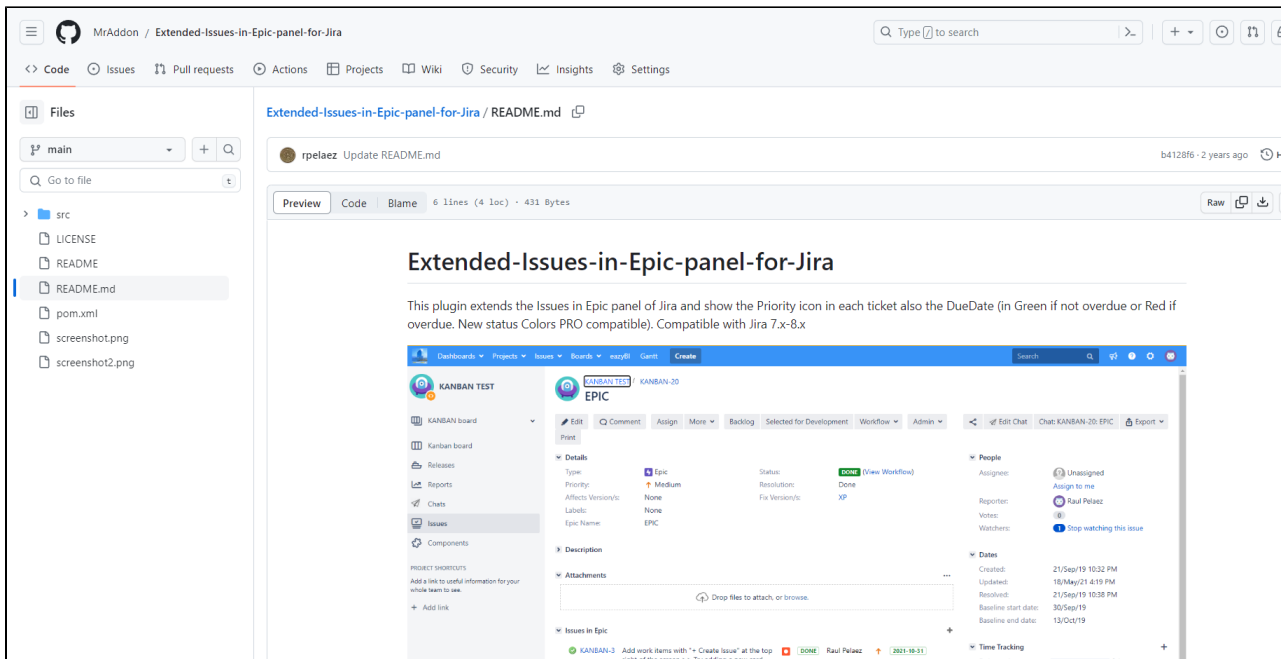 MrAddon / Extended-Issues-in-Epic-panel-for-Jira
Type / to search
Code Issues Pull requests Actions Projects Wiki Security Insights Settings
Files
Extended-Issues-in-Epic-panel-for-Jira / README.md
main
rpelaez Update README.md
b4128f6 · 2 years ago
Go to file t
Preview Code Blame 6 lines (4 loc) · 431 Bytes
Raw
src
LICENSE
README
README.md
pom.xml
screenshot.png
screenshot2.png
Extended-Issues-in-Epic-panel-for-Jira
This plugin extends the Issues in Epic panel of Jira and show the Priority icon in each ticket also the DueDate (in Green if not overdue or Red if
overdue. New status Colors PRO compatible). Compatible with Jira 7.x-8.x
Dashboards Projects Issues Boards eazyBI Gantt Create
Search
KANBAN TEST
KANBAN TEST / KANBAN-20
EPIC
KANBAN board
Kanban board
Releases
Reports
Chats
Issues
Components
PROJECT SHORTCUTS
Add a link to useful information for your
whole team to see.
+ Add link
Edit Comment Assign More Backlog Selected for Development Workflow Admin
Edit Chat Chat: KANBAN-20: EPIC Export
Print
Details
Type: Epic Status: DONE (View Workflow)
Priority: Medium Resolution: Done
Affects Version/s: None Fix Version/s: XP
Labels: None
Epic Name: EPIC
Description
Attachments
Drop files to attach, or browse.
Issues in Epic
KANBAN-3 Add work items with "+ Create Issue" at the top DONE Raul Pelaez 2021-10-31
People
Assignee: Unassigned
Assign to me
Reporter: Raul Pelaez
Votes: 0
Watchers: 1 Stop watching this issue
Dates
Created: 21/Sep/19 10:32 PM
Updated: 18/May/21 4:19 PM
Resolved: 21/Sep/19 10:38 PM
Baseline start date: 30/Sep/19
Baseline end date: 13/Oct/19
Time Tracking